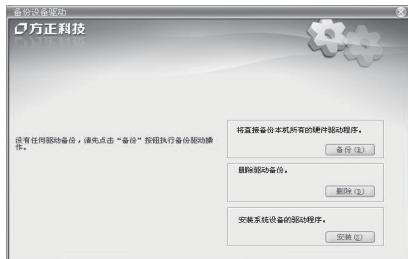 备份设备驱动
方正科技
没有任何驱动备份，请先点击“备份”按钮执行备份驱动操
作。
将直接备份本机所有的硬件驱动程序。
备份(B)
删除驱动备份。
删除(D)
安装系统设备的驱动程序。
安装(S)